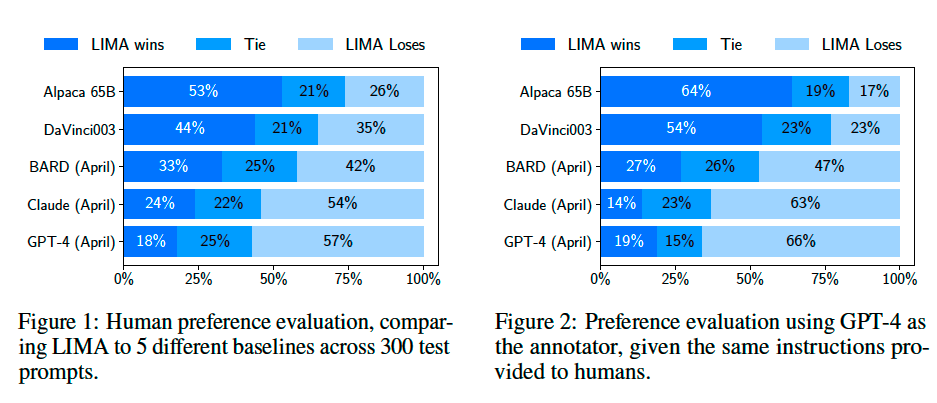 LIMA wins Tie LIMA Loses
Alpaca 65B 53% 21% 26%
DaVinci003 44% 21% 35%
BARD (April) 33% 25% 42%
Claude (April) 24% 22% 54%
GPT-4 (April) 18% 25% 57%
0% 25% 50% 75% 100%
Figure 1: Human preference evaluation, compar-
ing LIMA to 5 different baselines across 300 test
prompts.
LIMA wins Tie LIMA Loses
Alpaca 65B 64% 19% 17%
DaVinci003 54% 23% 23%
BARD (April) 27% 26% 47%
Claude (April) 14% 23% 63%
GPT-4 (April) 19% 15% 66%
0% 25% 50% 75% 100%
Figure 2: Preference evaluation using GPT-4 as
the annotator, given the same instructions pro-
vided to humans.